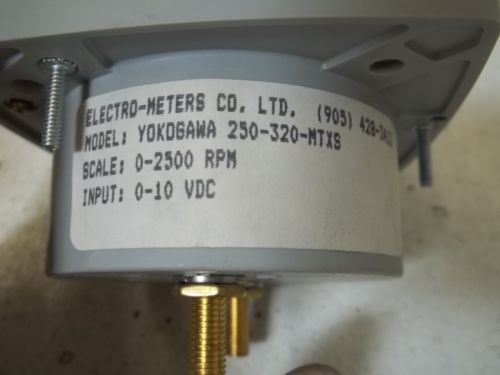 ELECTRO-METERS CO. LTD. (905)
MODEL: YOKOGAWA 250-320-MTXS
SCALE: 0-2500 RPM
INPUT: 0-10 VDC